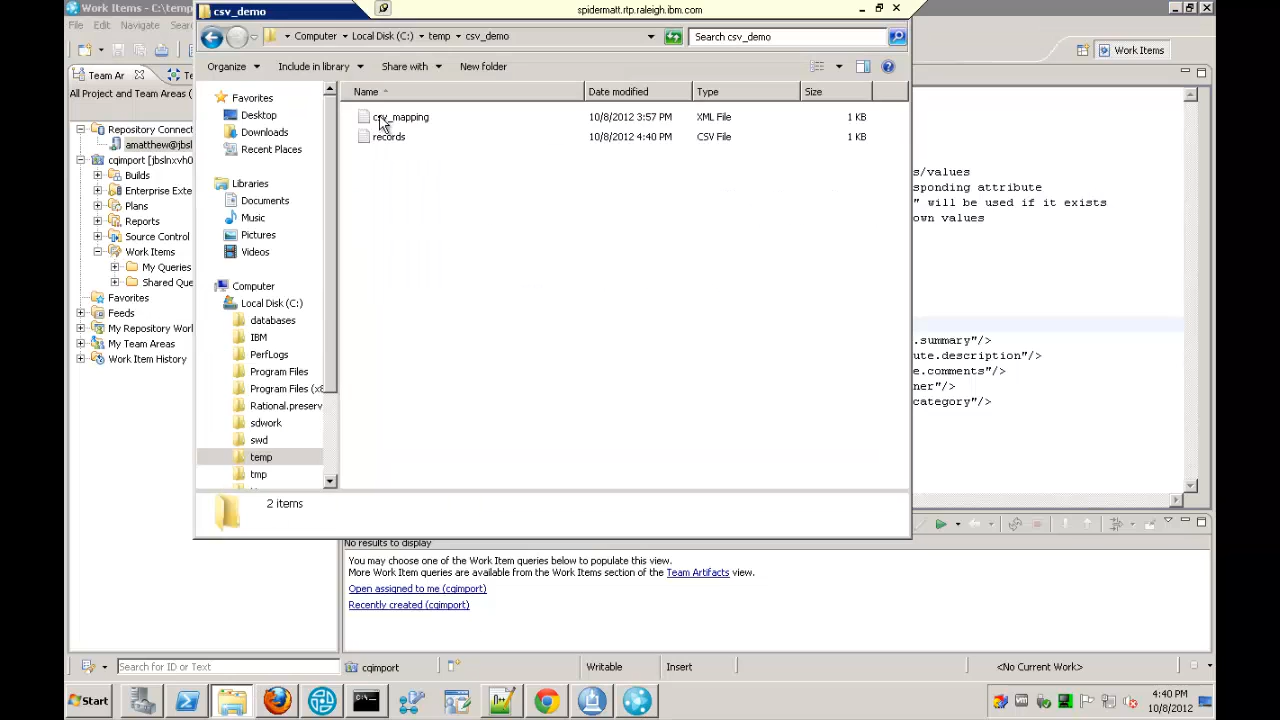 Work Items - C:\temp
csv_demo
spidermatt.rtp.raleigh.ibm.com
File Edit Navigate
Computer Local Disk (C:) temp csv_demo
Search csv_demo
Organize Include in library Share with New folder
Work Items
Team Ar
All Project and Team Areas (
Repository Connect
amatthew@jbsl
cqimport [jbslnxvh0
Builds
Enterprise Exte
Plans
Reports
Source Control
Work Items
My Queries
Shared Que
Favorites
Feeds
My Repository Worl
My Team Areas
Work Item History
Favorites
Desktop
Downloads
Recent Places
Libraries
Documents
Music
Pictures
Videos
Computer
Local Disk (C:)
databases
IBM
PerfLogs
Program Files
Program Files (x8
Rational.preserv
sdwork
swd
temp
tmp
Name Date modified Type Size
csv_mapping 10/8/2012 3:57 PM XML File 1 KB
records 10/8/2012 4:40 PM CSV File 1 KB
2 items
s/values
sponding attribute
" will be used if it exists
own values
.summary"/>
ute.description"/>
e.comments"/>
ner"/>
category"/>
No results to display
You may choose one of the Work Item queries below to populate this view.
More Work Item queries are available from the Work Items section of the Team Artifacts view.
Open assigned to me (cqimport)
Recently created (cqimport)
Search for ID or Text
cqimport
Writable
Insert
<No Current Work>
Start
4:40 PM
10/8/2012